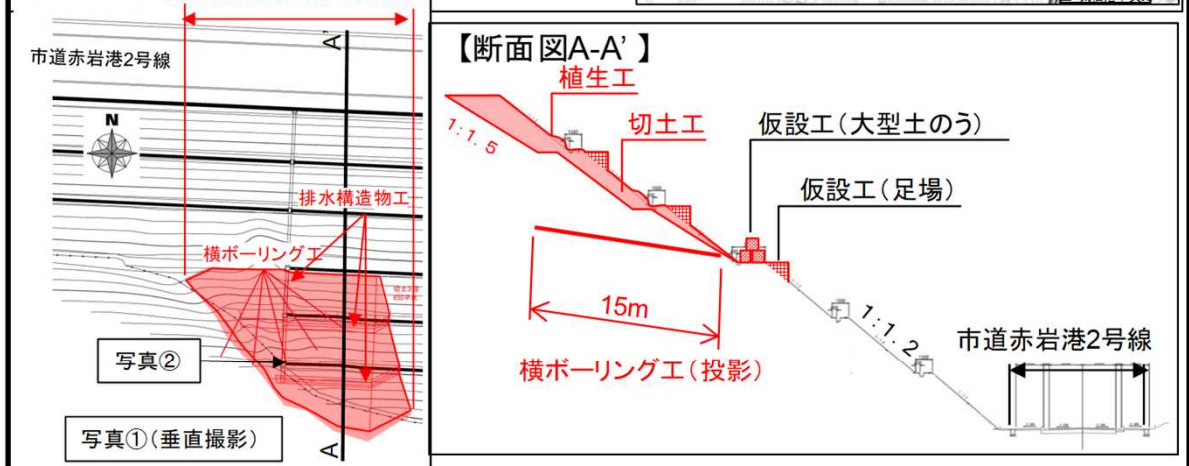 市道赤岩港2号線
A'
N
排水構造物工
横ボーリング工
写真②
写真①(垂直撮影)
A
【断面図A-A'】
植生工
切土工
1:1.5
仮設工(大型土のう)
仮設工(足場)
15m
横ボーリング工(投影)
1:1.2
市道赤岩港2号線